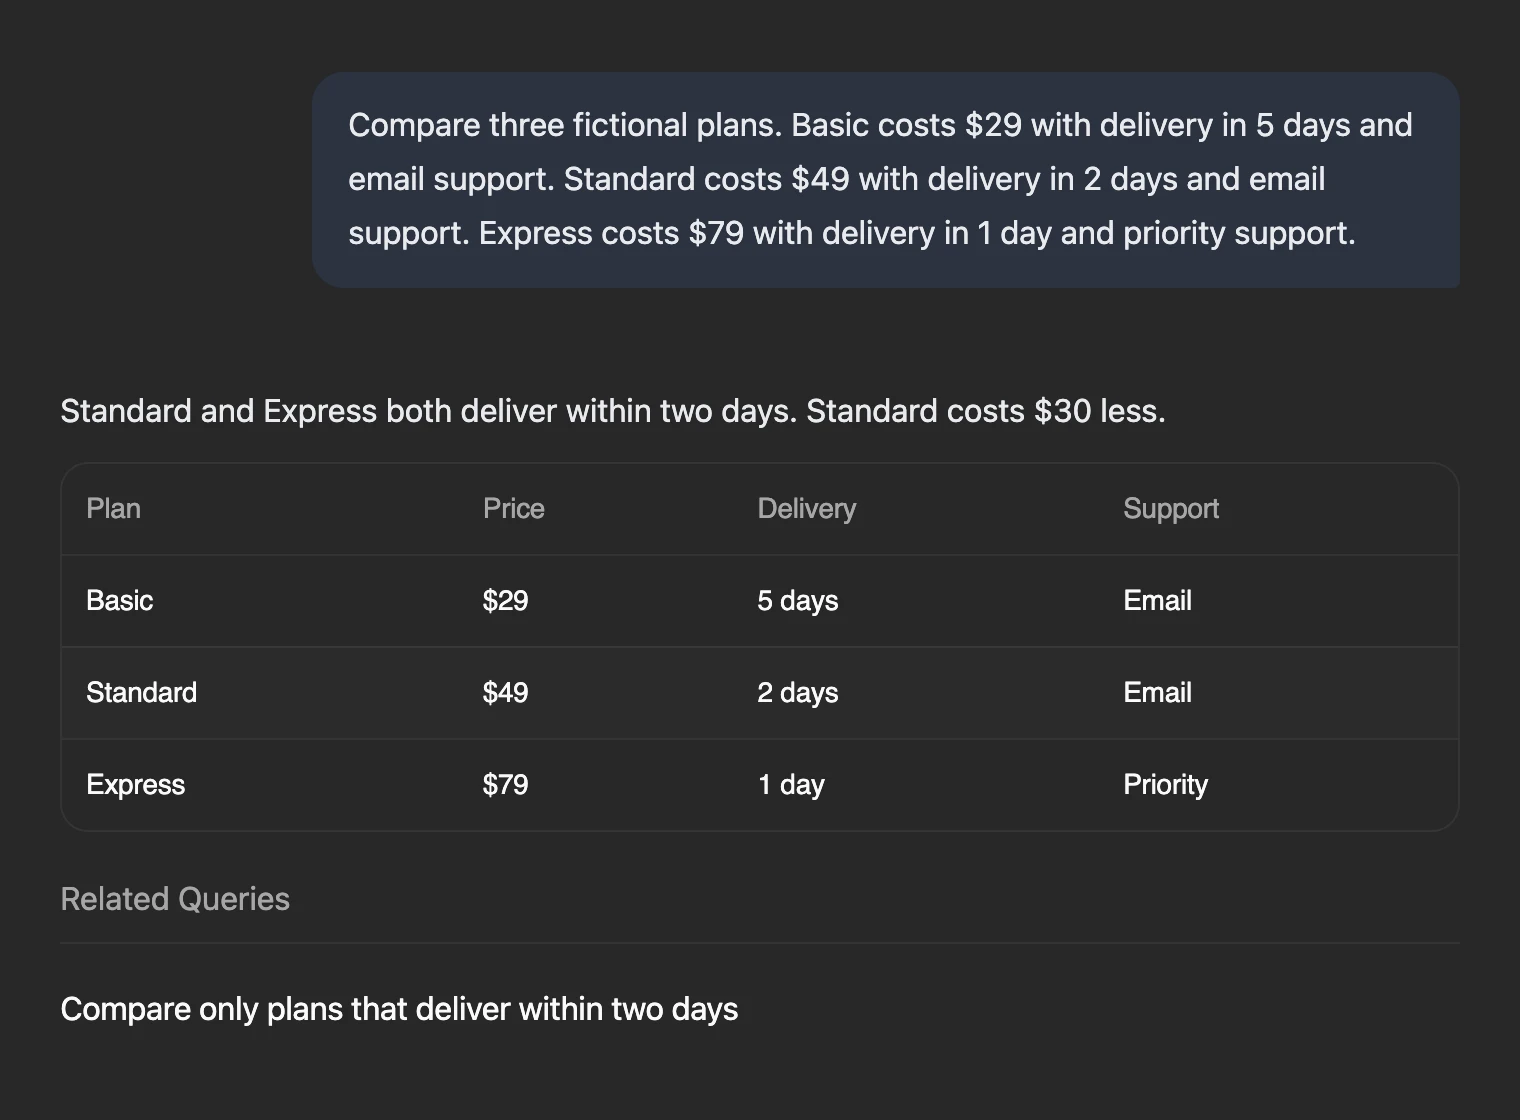 Compare three fictional plans. Basic costs $29 with delivery in 5 days and
email support. Standard costs $49 with delivery in 2 days and email
support. Express costs $79 with delivery in 1 day and priority support.
Standard and Express both deliver within two days. Standard costs $30 less.
Plan Price Delivery Support
Basic $29 5 days Email
Standard $49 2 days Email
Express $79 1 day Priority
Related Queries
Compare only plans that deliver within two days